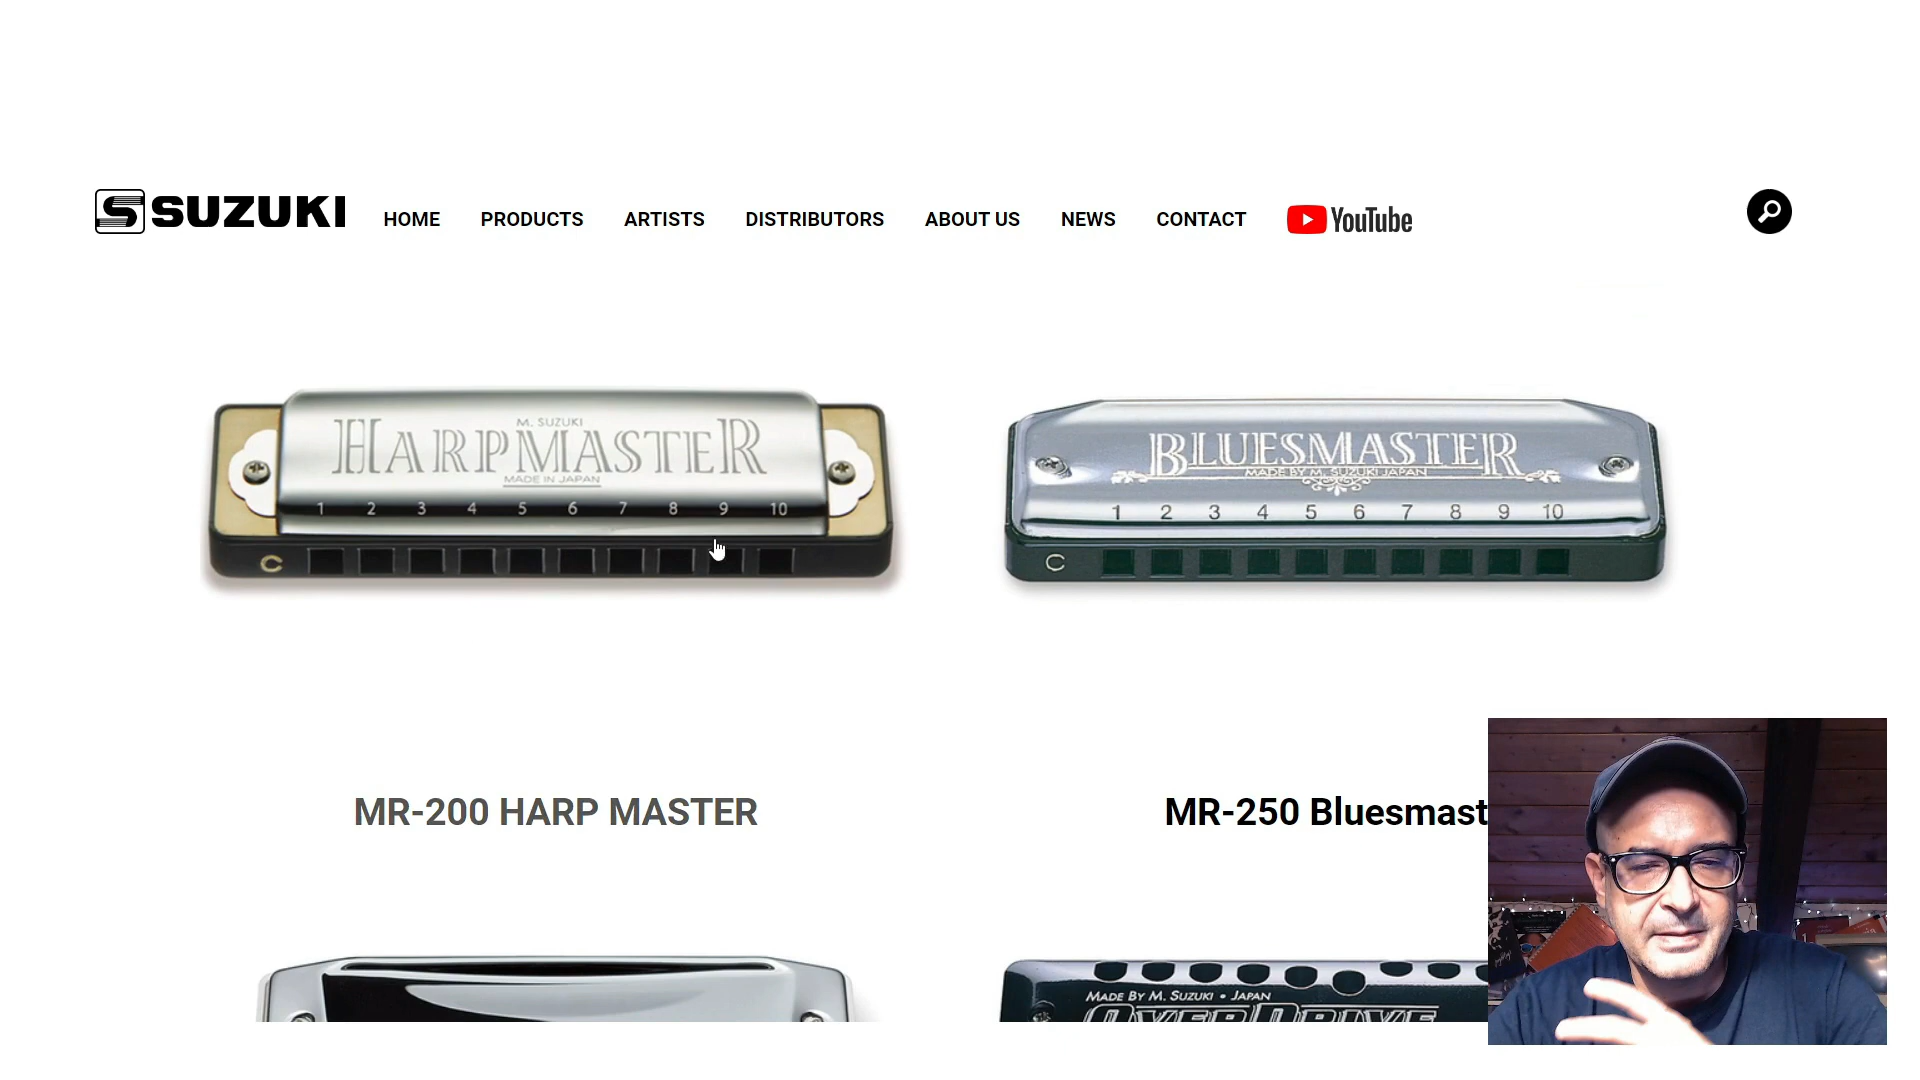 SUZUKI HOME PRODUCTS ARTISTS DISTRIBUTORS ABOUT US NEWS CONTACT YouTube
M. SUZUKI
HARPMASTER
MADE IN JAPAN
1 2 3 4 5 6 7 8 9 10
C
BLUESMASTER
MADE BY M. SUZUKI JAPAN
1 2 3 4 5 6 7 8 9 10
C
MR-200 HARP MASTER
MR-250 Bluesmast
MADE BY M. SUZUKI • JAPAN
OVERDRIVE